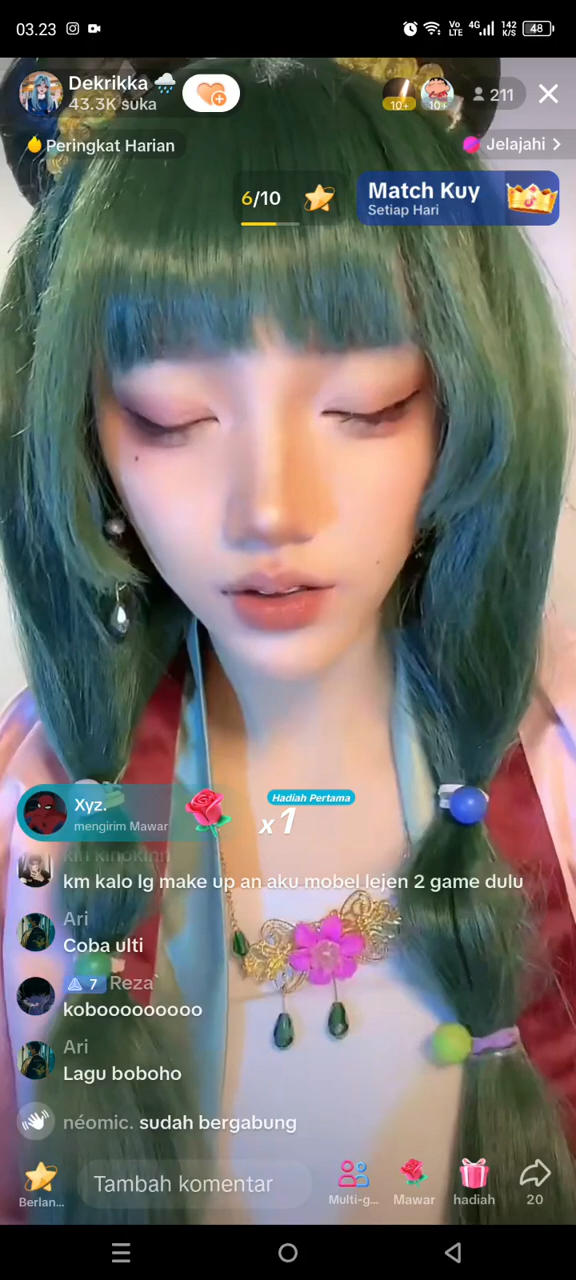 03.23
Vo LTE 4G 142 K/S 48
Dekrikka
43.3K suka
10+
10+
211
Peringkat Harian
Jelajahi
6/10
Match Kuy
Setiap Hari
Xyz.
mengirim Mawar
Hadiah Pertama
x1
km kalo lg make up an aku mobel lejen 2 game dulu
Ari
Coba ulti
7 Reza`
kobooooooooo
Ari
Lagu boboho
néomic. sudah bergabung
Berlan...
Tambah komentar
Multi-g...
Mawar
hadiah
20